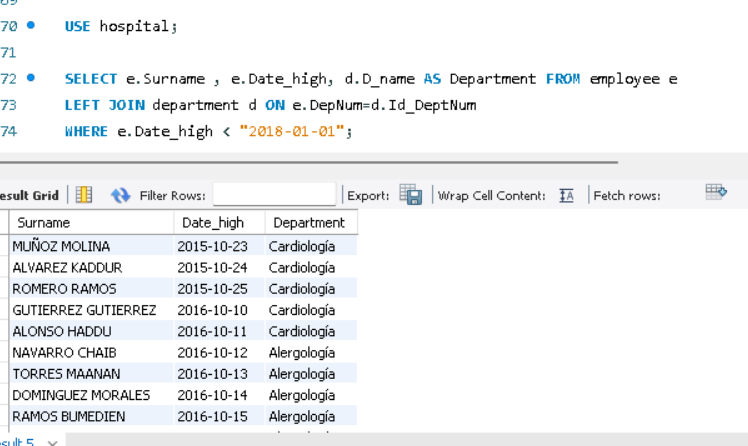 70 USE hospital;
71
72 SELECT e.Surname , e.Date_high, d.D_name AS Department FROM employee e
73 LEFT JOIN department d ON e.DepNum=d.Id_DeptNum
74 WHERE e.Date_high < "2018-01-01";
esult Grid Filter Rows: Export: Wrap Cell Content: Fetch rows:
Surname Date_high Department
MUÑOZ MOLINA 2015-10-23 Cardiología
ALVAREZ KADDUR 2015-10-24 Cardiología
ROMERO RAMOS 2015-10-25 Cardiología
GUTIERREZ GUTIERREZ 2016-10-10 Cardiología
ALONSO HADDU 2016-10-11 Cardiología
NAVARRO CHAIB 2016-10-12 Alergología
TORRES MAANAN 2016-10-13 Alergología
DOMINGUEZ MORALES 2016-10-14 Alergología
RAMOS BUMEDIEN 2016-10-15 Alergología